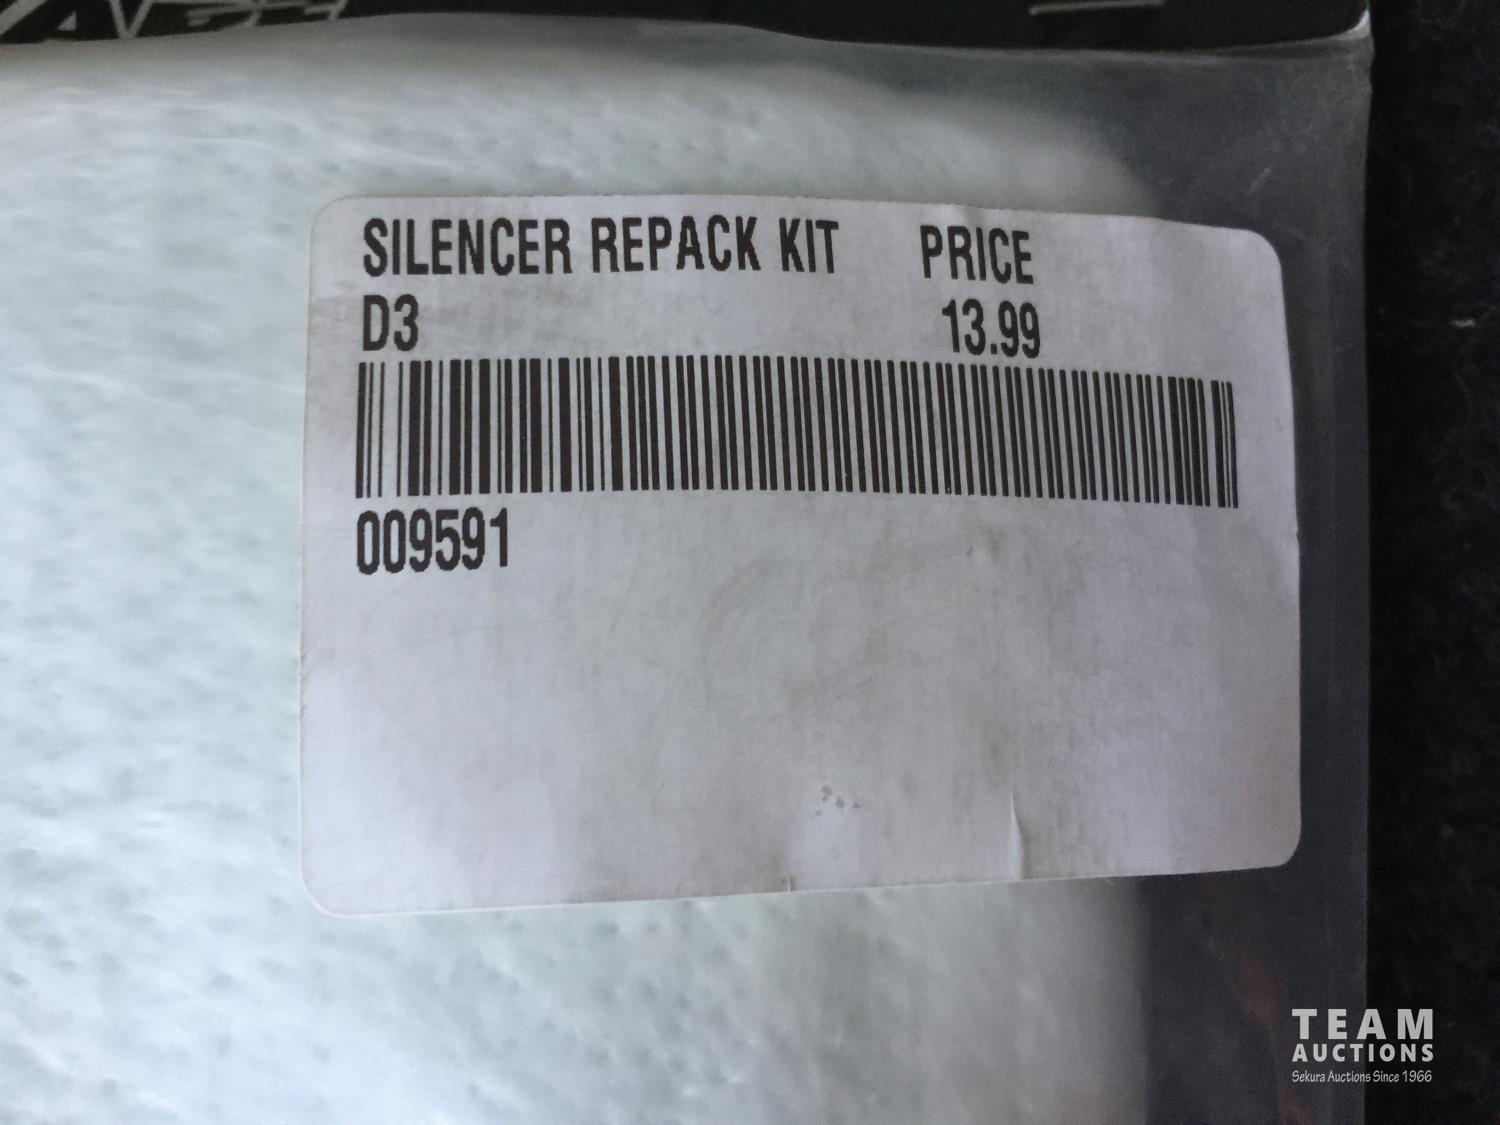 SILENCER REPACK KIT PRICE
D3 13.99
009591
TEAM
AUCTIONS
Sekura Auctions Since 1966